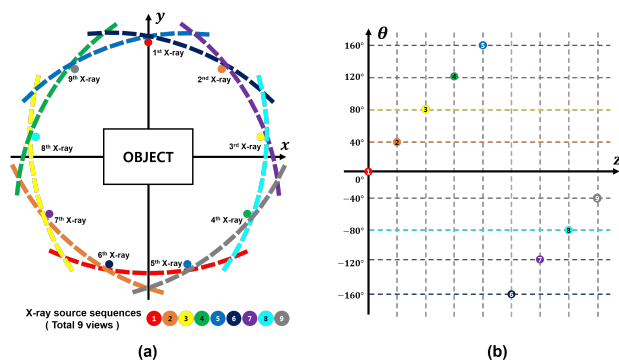 y
1st X-ray
9th X-ray
2nd X-ray
8th X-ray
3rd X-ray
x
OBJECT
7th X-ray
4th X-ray
6th X-ray
5th X-ray
X-ray source sequences
( Total 9 views )
1 2 3 4 5 6 7 8 9
(a)
θ
160°
5
120°
4
80°
3
40°
2
z
1
0°
-40°
9
-80°
8
-120°
7
-160°
6
(b)